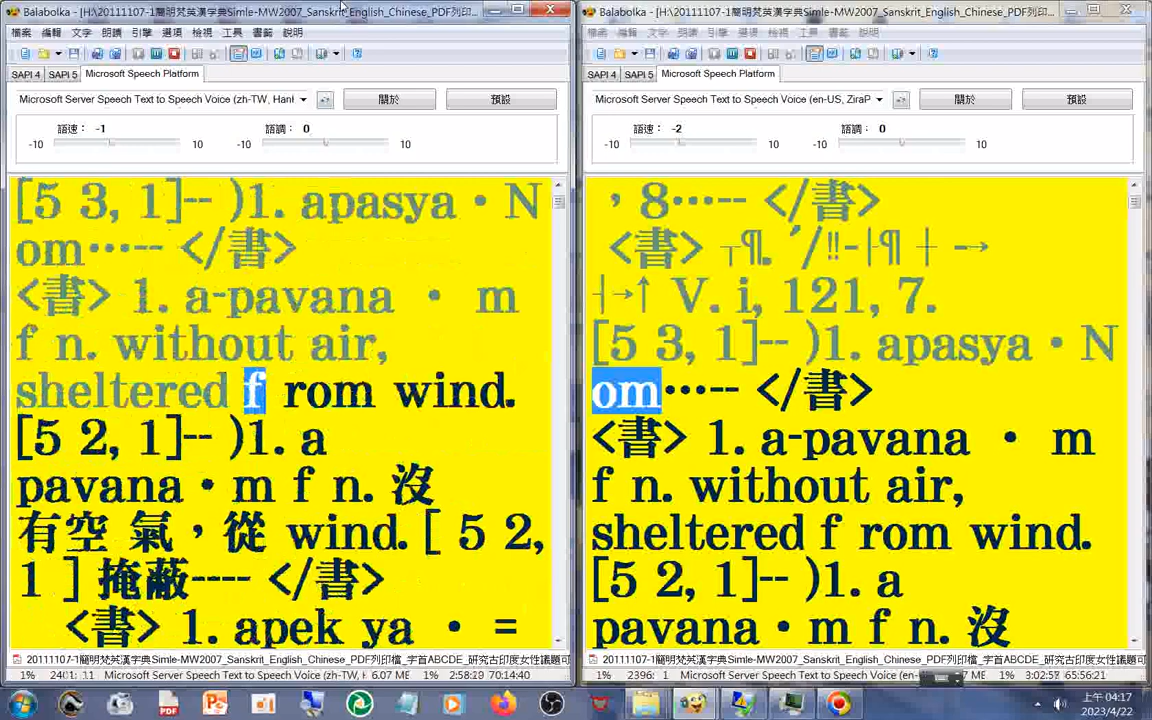 Balabolka - [H:\20111107-1簡明梵英漢字典Simle-MW2007_Sanskrit_English_Chinese_PDF列印...
檔案 編輯 文字 朗讀 引擎 選項 檢視 工具 書籤 說明
SAPI 4 SAPI 5 Microsoft Speech Platform
Microsoft Server Speech Text to Speech Voice (zh-TW, Hanl 關於 預設
語速: -1 語調: 0
-10 10 -10 10
[5 3, 1]-- )1. apasya・N
om⋯-- </書>
<書> 1. a-pavana ・ m
f n. without air,
sheltered f rom wind.
[5 2, 1]-- )1. a
pavana・m f n. 沒
有空 氣，從 wind. [ 5 2,
1 ] 掩蔽---- </書>
<書> 1. apek ya ・ =
20111107-1簡明梵英漢字典Simle-MW2007_Sanskrit_English_Chinese_PDF列印檔_字首ABCDE_研究古印度女性議題可
Microsoft Server Speech Text to Speech Voice (zh-TW, H 6.07 MB 1% 2:58:29 70:14:40
Balabolka - [H:\20111107-1簡明梵英漢字典Simle-MW2007_Sanskrit_English_Chinese_PDF列印...
檔案 編輯 文字 朗讀 引擎 選項 檢視 工具 書籤 說明
SAPI 4 SAPI 5 Microsoft Speech Platform
Microsoft Server Speech Text to Speech Voice (en-US, ZiraP 關於 預設
語速: -2 語調: 0
-10 10 -10 10
，8⋯-- </書>
<書> ┬¶. ′/‼-├¶ ┼ →
├→↑ V. i, 121, 7.
[5 3, 1]-- )1. apasya・N
om⋯-- </書>
<書> 1. a-pavana ・ m
f n. without air,
sheltered f rom wind.
[5 2, 1]-- )1. a
pavana・m f n. 沒
20111107-1簡明梵英漢字典Simle-MW2007_Sanskrit_English_Chinese_PDF列印檔_字首ABCDE_研究古印度女性議題可
1% 2396: 1 Microsoft Server Speech Text to Speech Voice (en-u 1% 3:02:57 65:56:21
上午 04:17
2023/4/22